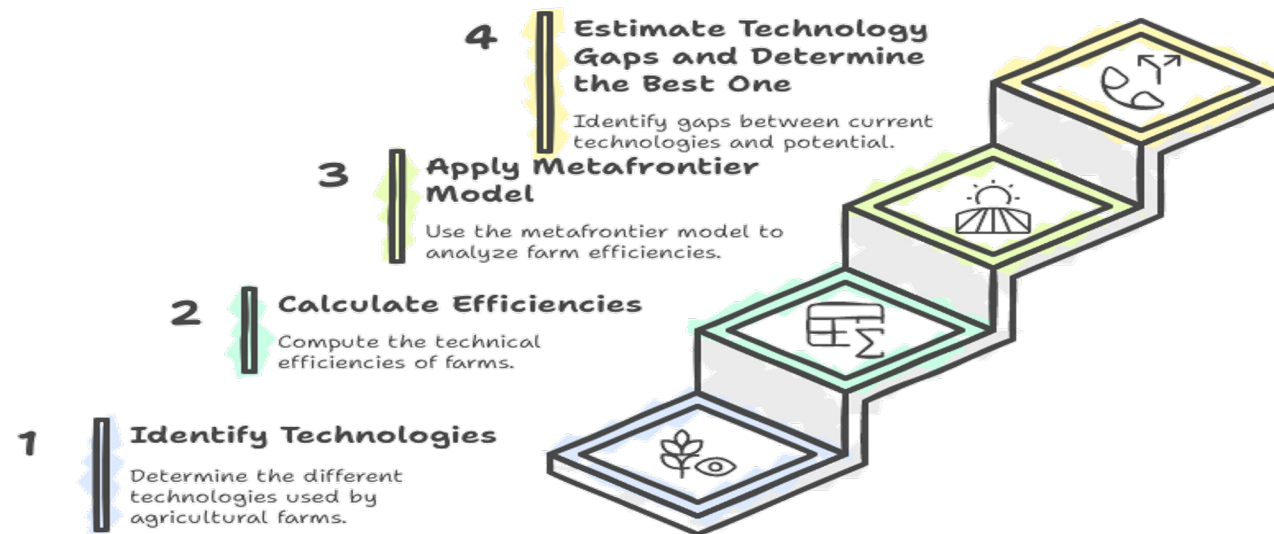 4
Estimate Technology
Gaps and Determine
the Best One
Identify gaps between current
technologies and potential.
3
Apply Metafrontier
Model
Use the metafrontier model to
analyze farm efficiencies.
2
Calculate Efficiencies
Compute the technical
efficiencies of farms.
1
Identify Technologies
Determine the different
technologies used by
agricultural farms.